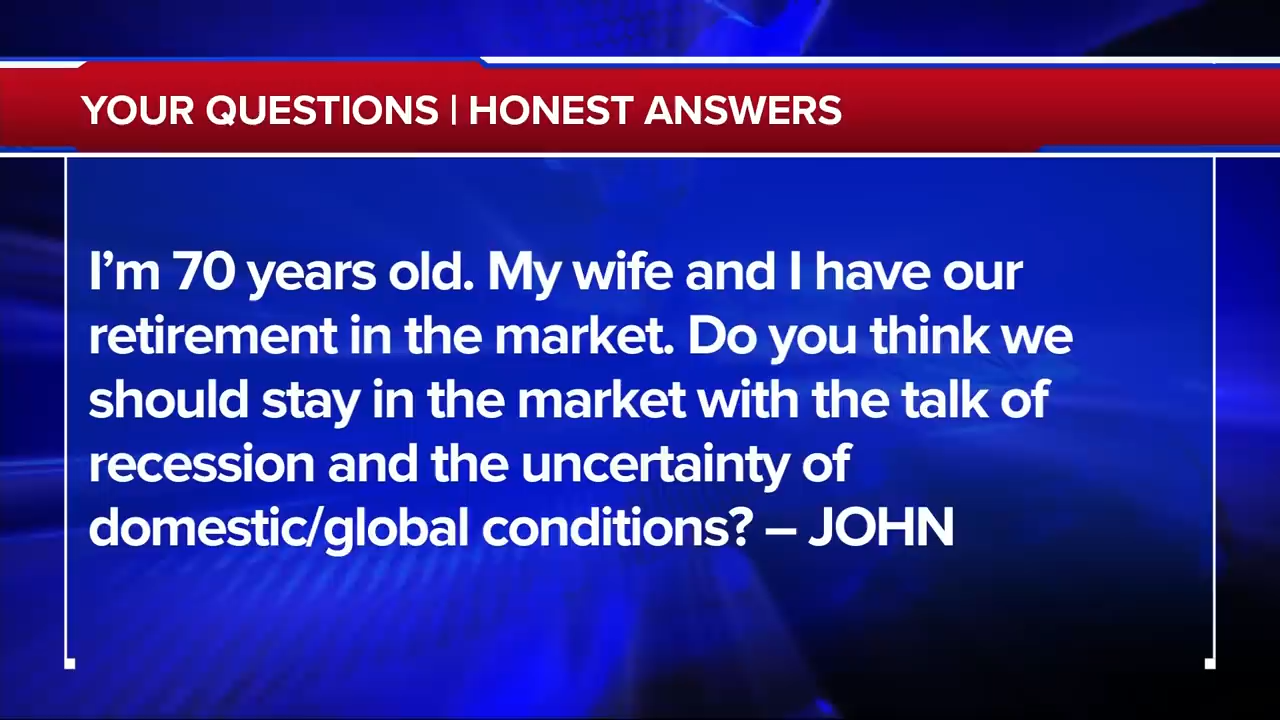 YOUR QUESTIONS | HONEST ANSWERS
I’m 70 years old. My wife and I have our
retirement in the market. Do you think we
should stay in the market with the talk of
recession and the uncertainty of
domestic/global conditions? – JOHN